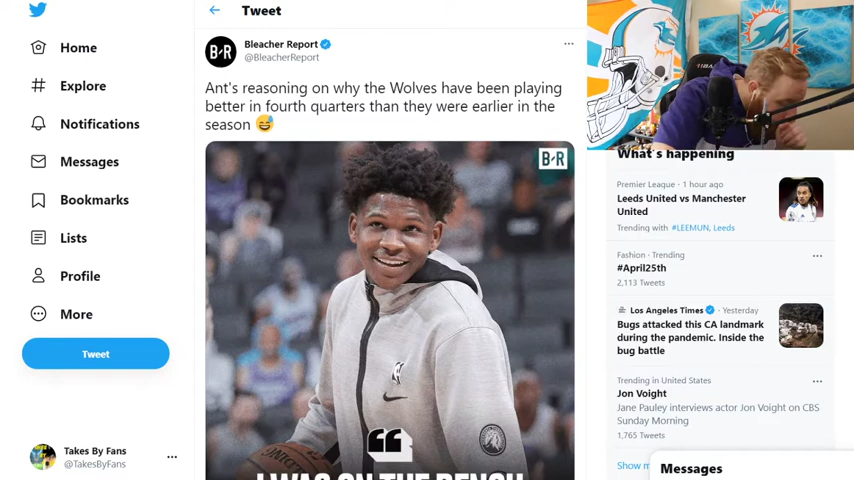 Tweet
Home
Explore
Notifications
Messages
Bookmarks
Lists
Profile
More
Tweet
Takes By Fans
@TakesByFans
B/R
Bleacher Report
@BleacherReport
Ant's reasoning on why the Wolves have been playing
better in fourth quarters than they were earlier in the
season 😅
B/R
I WAS ON THE BENCH
What's happening
Premier League · 1 hour ago
Leeds United vs Manchester
United
Trending with #LEEMUN, Leeds
Fashion · Trending
#April25th
2,113 Tweets
Los Angeles Times · Yesterday
Bugs attacked this CA landmark
during the pandemic. Inside the
bug battle
Trending in United States
Jon Voight
Jane Pauley interviews actor Jon Voight on CBS
Sunday Morning
1,765 Tweets
Show m
Messages